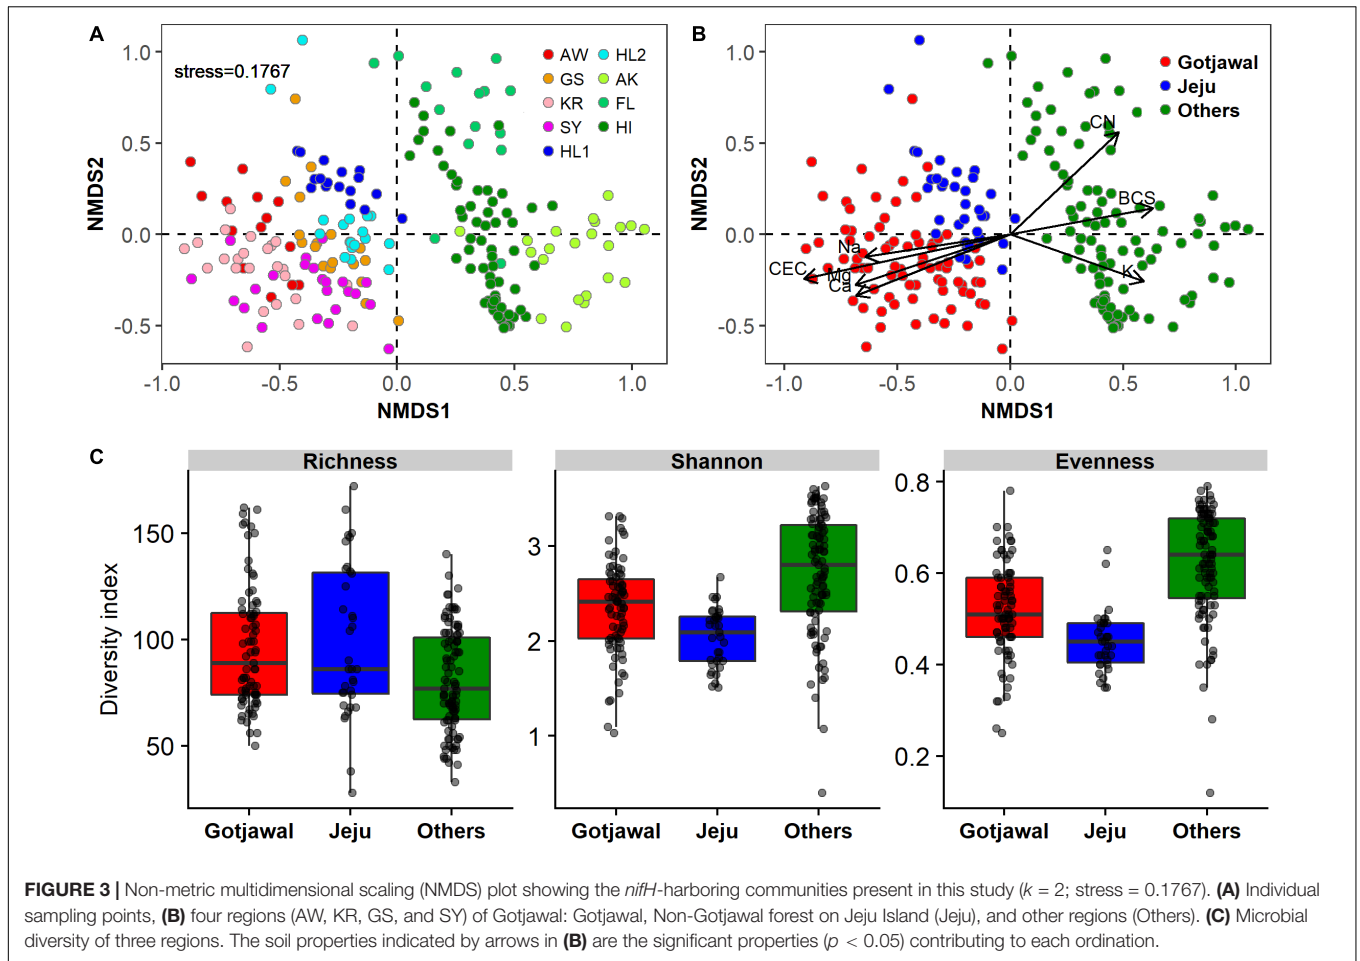 A
stress=0.1767
AW
HL2
GS
AK
KR
FL
SY
HI
HL1
1.0
0.5
0.0
-0.5
NMDS2
-1.0
-0.5
0.0
0.5
1.0
NMDS1
B
Gotjawal
Jeju
Others
CN
BCS
K
Na
CEC
Mg
Ca
1.0
0.5
0.0
-0.5
NMDS2
-1.0
-0.5
0.0
0.5
1.0
NMDS1
C
Richness
Shannon
Evenness
Diversity index
150
100
50
3
2
1
0.8
0.6
0.4
0.2
Gotjawal
Jeju
Others
Gotjawal
Jeju
Others
Gotjawal
Jeju
Others
FIGURE 3 | Non-metric multidimensional scaling (NMDS) plot showing the nifH-harboring communities present in this study (k = 2; stress = 0.1767). (A) Individual
sampling points, (B) four regions (AW, KR, GS, and SY) of Gotjawal: Gotjawal, Non-Gotjawal forest on Jeju Island (Jeju), and other regions (Others). (C) Microbial
diversity of three regions. The soil properties indicated by arrows in (B) are the significant properties (p < 0.05) contributing to each ordination.